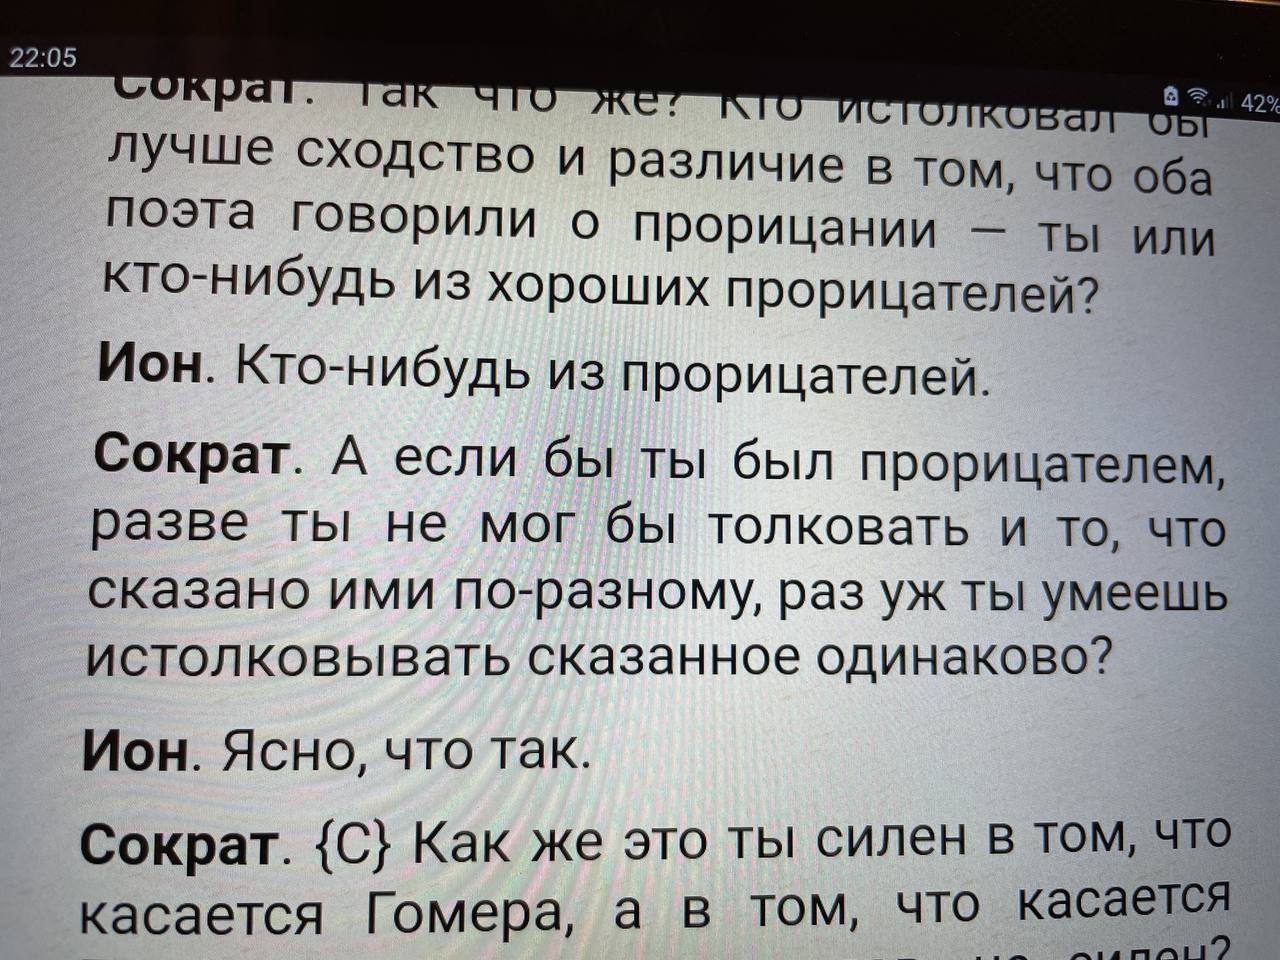 22:05
42%
Сократ. Так что же? Кто истолковал бы
лучше сходство и различие в том, что оба
поэта говорили о прорицании — ты или
кто-нибудь из хороших прорицателей?
Ион. Кто-нибудь из прорицателей.
Сократ. А если бы ты был прорицателем,
разве ты не мог бы толковать и то, что
сказано ими по-разному, раз уж ты умеешь
истолковывать сказанное одинаково?
Ион. Ясно, что так.
Сократ. {C} Как же это ты силен в том, что
касается Гомера, а в том, что касается
не силен?